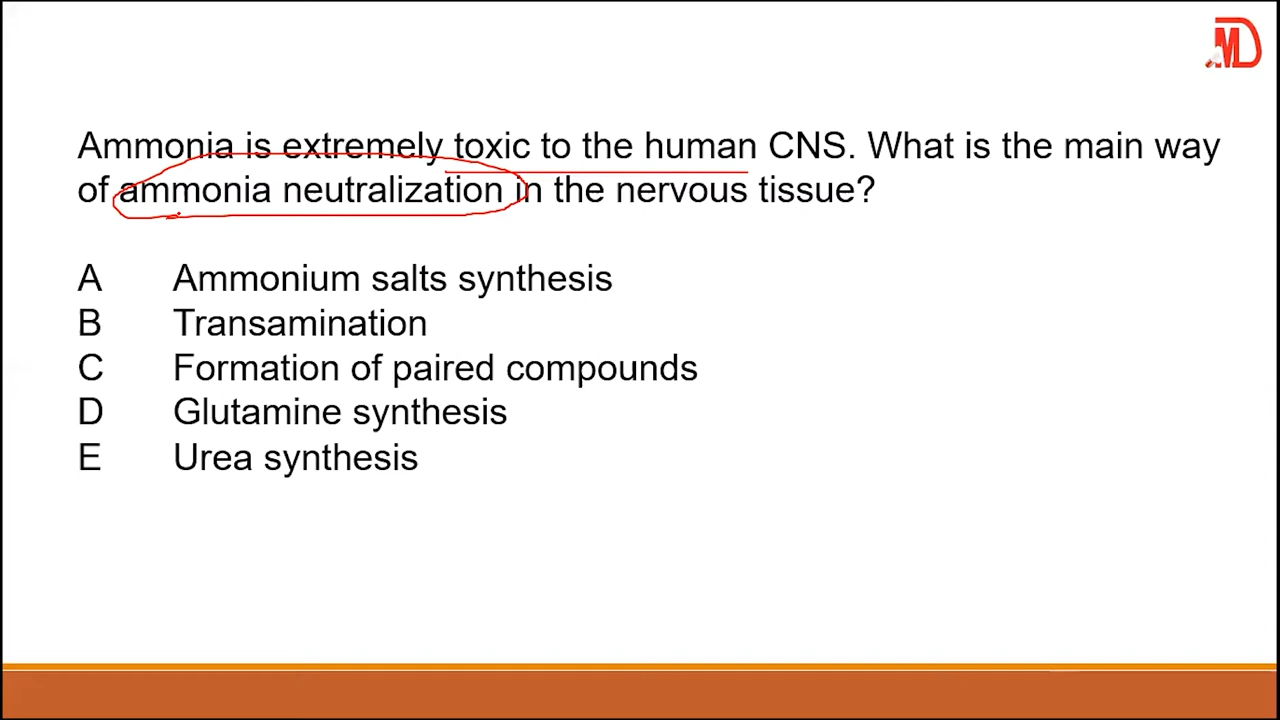 MD
Ammonia is extremely toxic to the human CNS. What is the main way
of ammonia neutralization in the nervous tissue?
A Ammonium salts synthesis
B Transamination
C Formation of paired compounds
D Glutamine synthesis
E Urea synthesis